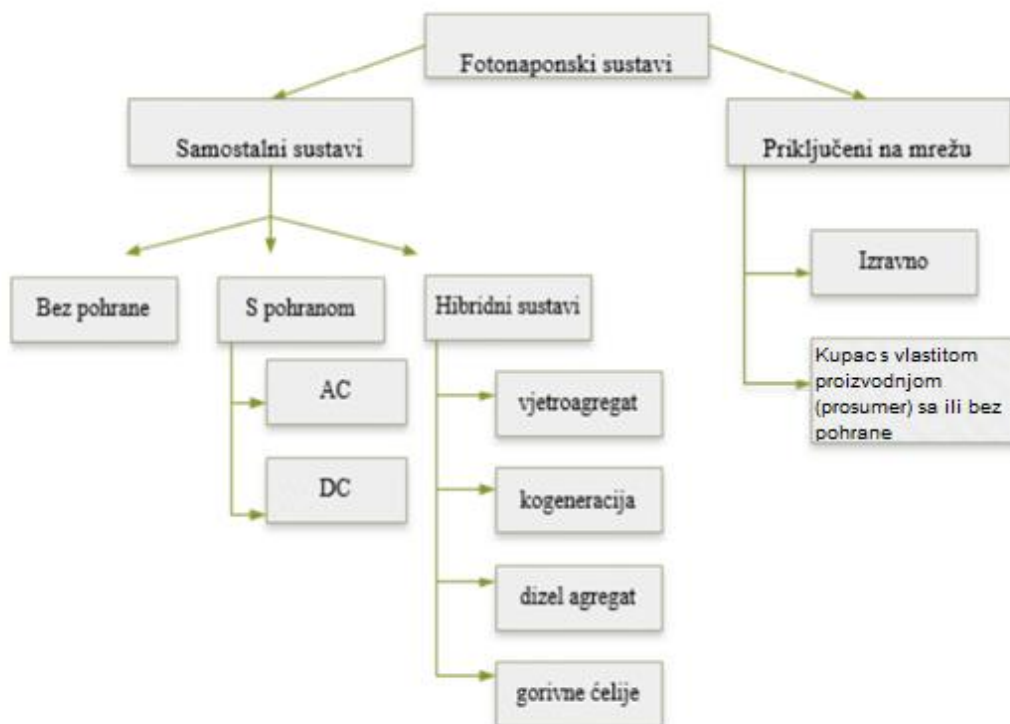 Fotonaponski sustavi
Samostalni sustavi
Priključeni na mrežu
Bez pohrane
S pohranom
AC
DC
Hibridni sustavi
vjetroagregat
kogeneracija
dizel agregat
gorivne ćelije
Izravno
Kupac s vlastitom
proizvodnjom
(prosumer) sa ili bez
pohrane